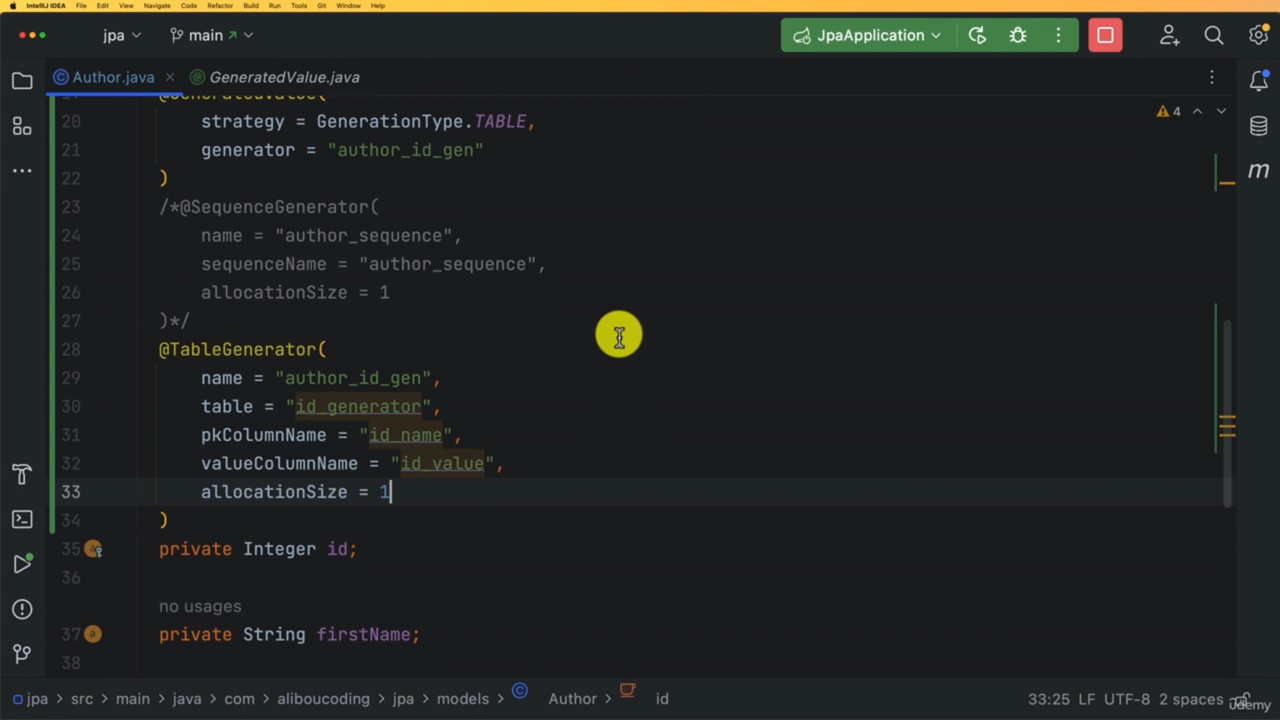 IntelliJ IDEA File Edit View Navigate Code Refactor Build Run Tools Git Window Help
jpa main JpaApplication
Author.java GeneratedValue.java
@GeneratedValue(
4
20 strategy = GenerationType.TABLE,
21 generator = "author_id_gen"
22 )
23 /*@SequenceGenerator(
24 name = "author_sequence",
25 sequenceName = "author_sequence",
26 allocationSize = 1
27 )*/
28 @TableGenerator(
29 name = "author_id_gen",
30 table = "id_generator",
31 pkColumnName = "id_name",
32 valueColumnName = "id_value",
33 allocationSize = 1
34 )
35 private Integer id;
36
no usages
37 private String firstName;
38
jpa > src > main > java > com > aliboucoding > jpa > models > Author > id 33:25 LF UTF-8 2 spaces
udemy